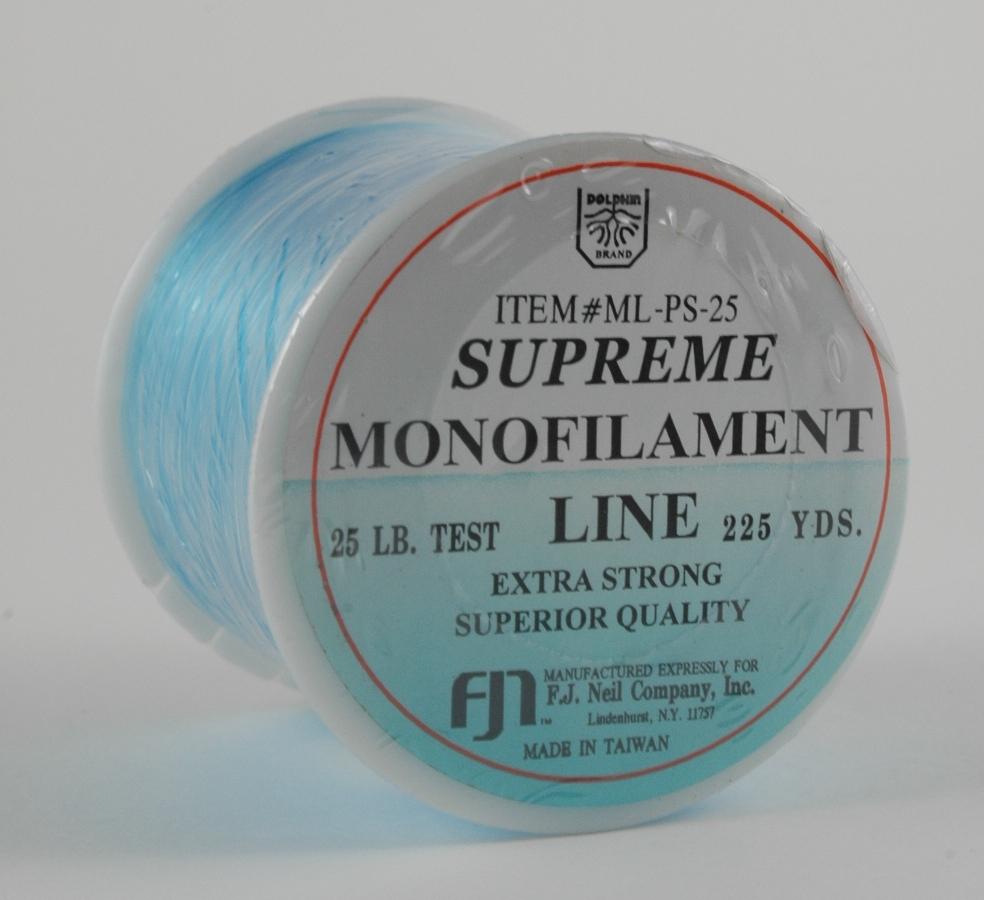 DOLPHIN
BRAND
ITEM#ML-PS-25
SUPREME
MONOFILAMENT
LINE
25 LB. TEST
225 YDS.
EXTRA STRONG
SUPERIOR QUALITY
FJN™
MANUFACTURED EXPRESSLY FOR
F.J. Neil Company, Inc.
Lindenhurst, N.Y. 11757
MADE IN TAIWAN